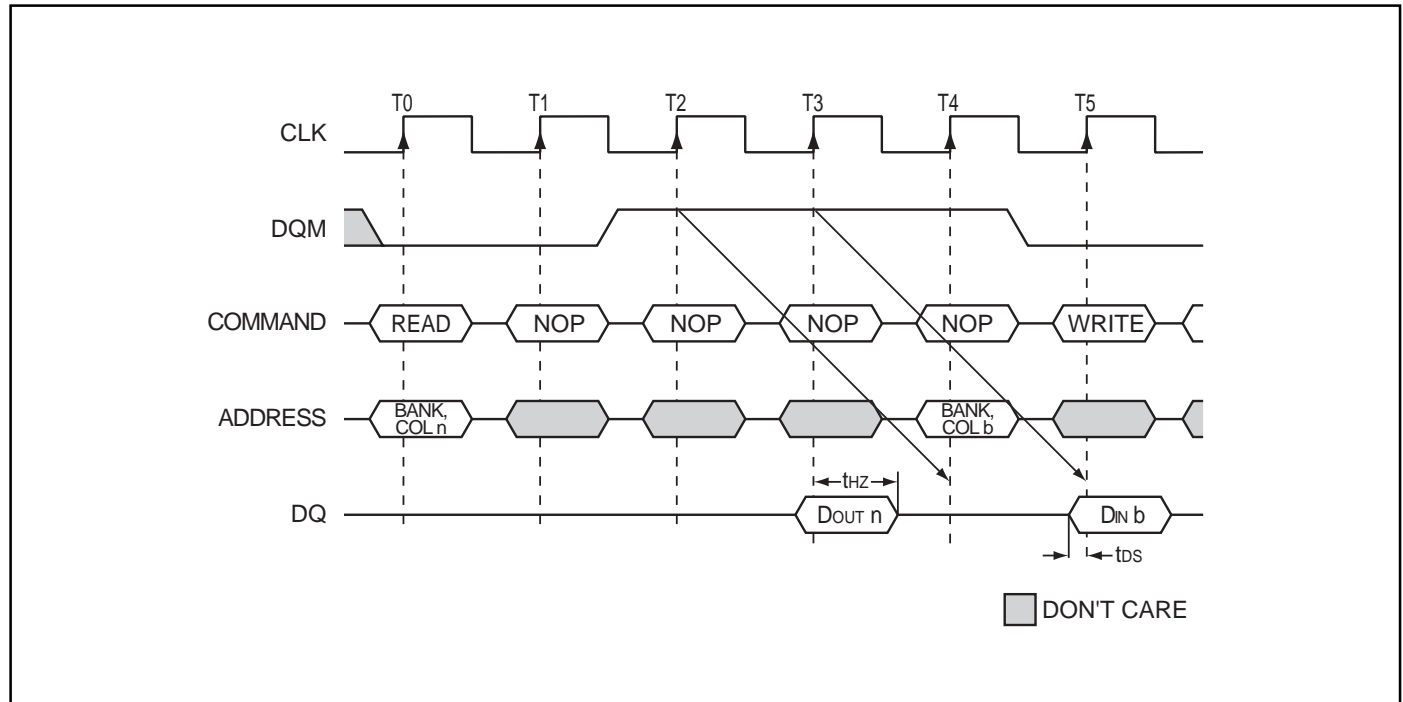 T0 T1 T2 T3 T4 T5
CLK
DQM
COMMAND READ NOP NOP NOP NOP WRITE
ADDRESS BANK, COL n BANK, COL b
tHZ
DQ DOUT n DIN b
tDS
DON'T CARE